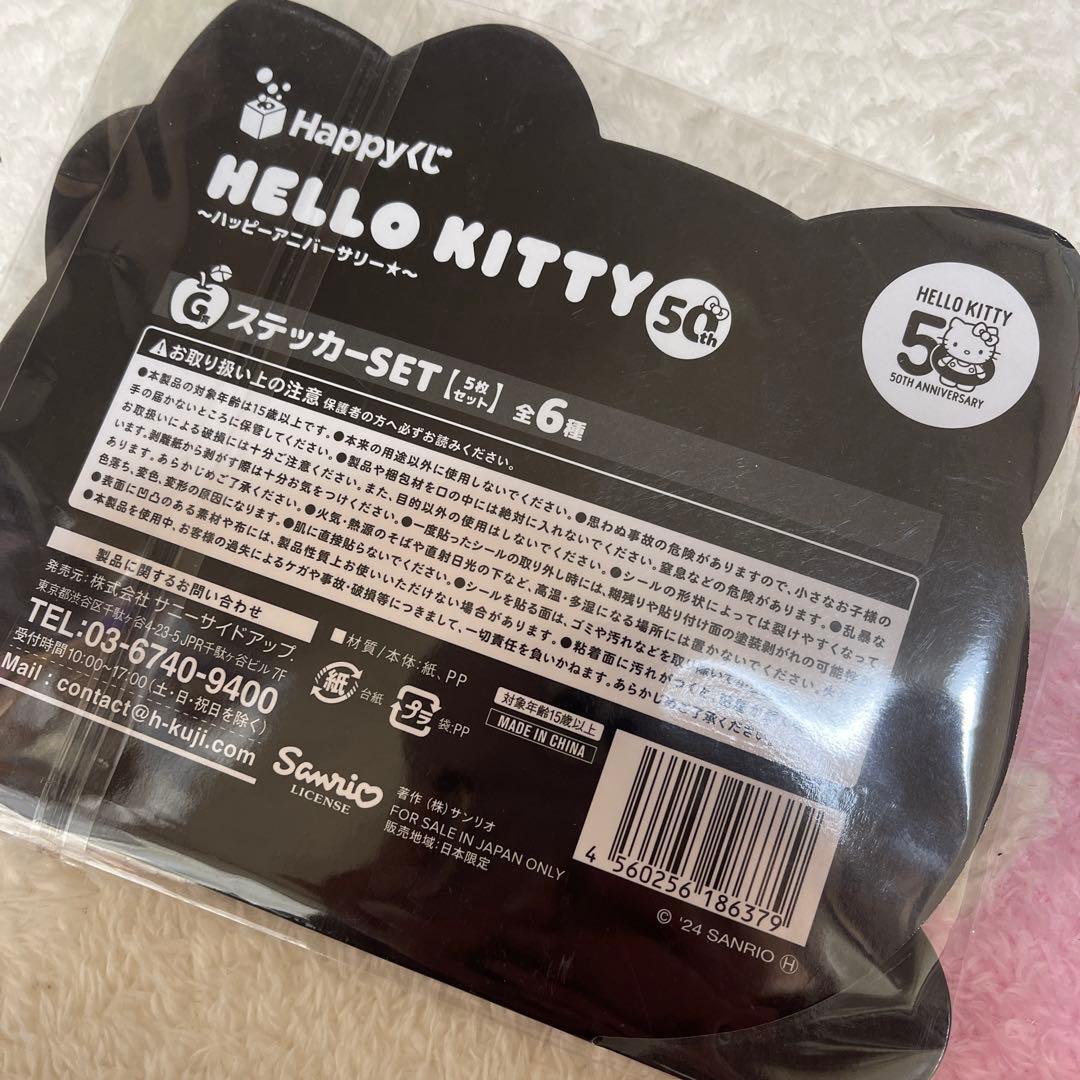 Happyくじ
HELLO KITTY 50th
～ハッピーアニバーサリー★～
HELLO KITTY
50
50TH ANNIVERSARY
G賞 ステッカーSET【5枚セット】全6種
⚠お取り扱い上の注意 保護者の方へ必ずお読みください。
●本製品の対象年齢は15歳以上です。●本来の用途以外に使用しないでください。●思わぬ事故の危険がありますので、小さなお子様の
手の届かないところに保管してください。●製品や梱包材を口の中には絶対に入れないでください。窒息などの危険があります。●乱暴な
お取扱いによる破損には十分ご注意ください。また、目的以外の使用はしないでください。●シールの形状によっては裂けやすくなって
います。剥離紙から剥がす際は十分お気をつけください。●一度貼ったシールの取り外し時には、糊残りや貼り付け面の塗装剥がれの可能性
があります。あらかじめご了承ください。●火気・熱源のそばや直射日光の下など、高温・多湿になる場所には置かないでください。
色落ち、変色、変形の原因になります。●肌に直接貼らないでください。●シールを貼る面は、ゴミや汚れなどを取り除いて
●表面に凹凸のある素材や布には、製品性質上お使いいただけない場合があります。●粘着面に汚れがつくと、
●本製品を使用中、お客様の過失によるケガや事故・破損等につきまして、一切責任を負いかねます。あらかじめご了承ください。
製品に関するお問い合わせ
発売元：株式会社 サニーサイドアップ
東京都渋谷区千駄ケ谷4-23-5 JPR千駄ケ谷ビル 7F
TEL:03-6740-9400
受付時間10:00～17:00（土・日・祝日を除く）
Mail : contact@h-kuji.com
■材質/本体：紙、PP
紙 台紙
プラ 袋:PP
対象年齢15歳以上
MADE IN CHINA
Sanrio
LICENSE
著作（株）サンリオ
FOR SALE IN JAPAN ONLY
販売地域：日本限定
4 560256 186379
© '24 SANRIO Ⓗ